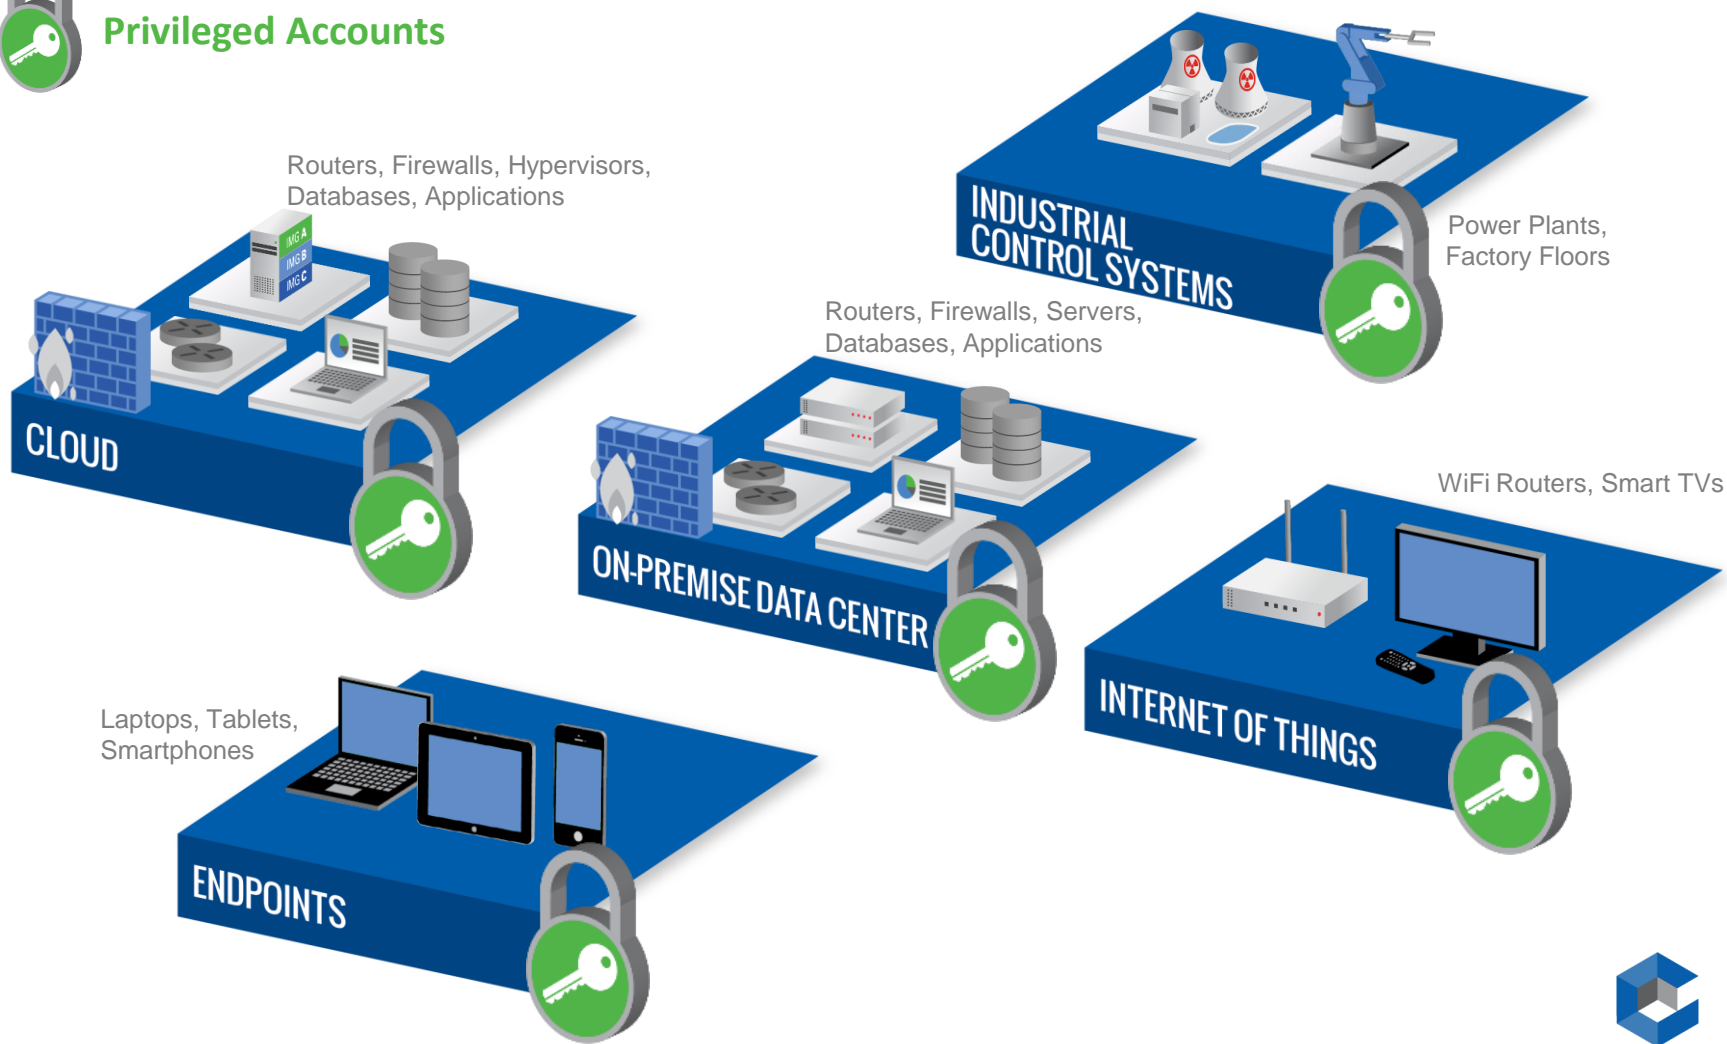 Privileged Accounts
Routers, Firewalls, Hypervisors,
Databases, Applications
IMG A
IMG B
IMG C
CLOUD
INDUSTRIAL
CONTROL SYSTEMS
Power Plants,
Factory Floors
Routers, Firewalls, Servers,
Databases, Applications
ON-PREMISE DATA CENTER
WiFi Routers, Smart TVs
INTERNET OF THINGS
Laptops, Tablets,
Smartphones
ENDPOINTS